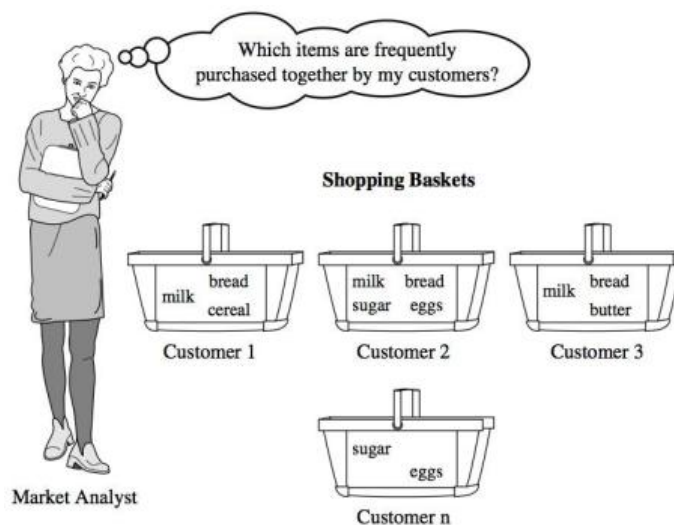 Which items are frequently
purchased together by my customers?
Shopping Baskets
milk
bread
cereal
milk bread
sugar eggs
milk
bread
butter
Customer 1
Customer 2
Customer 3
sugar
eggs
Market Analyst
Customer n